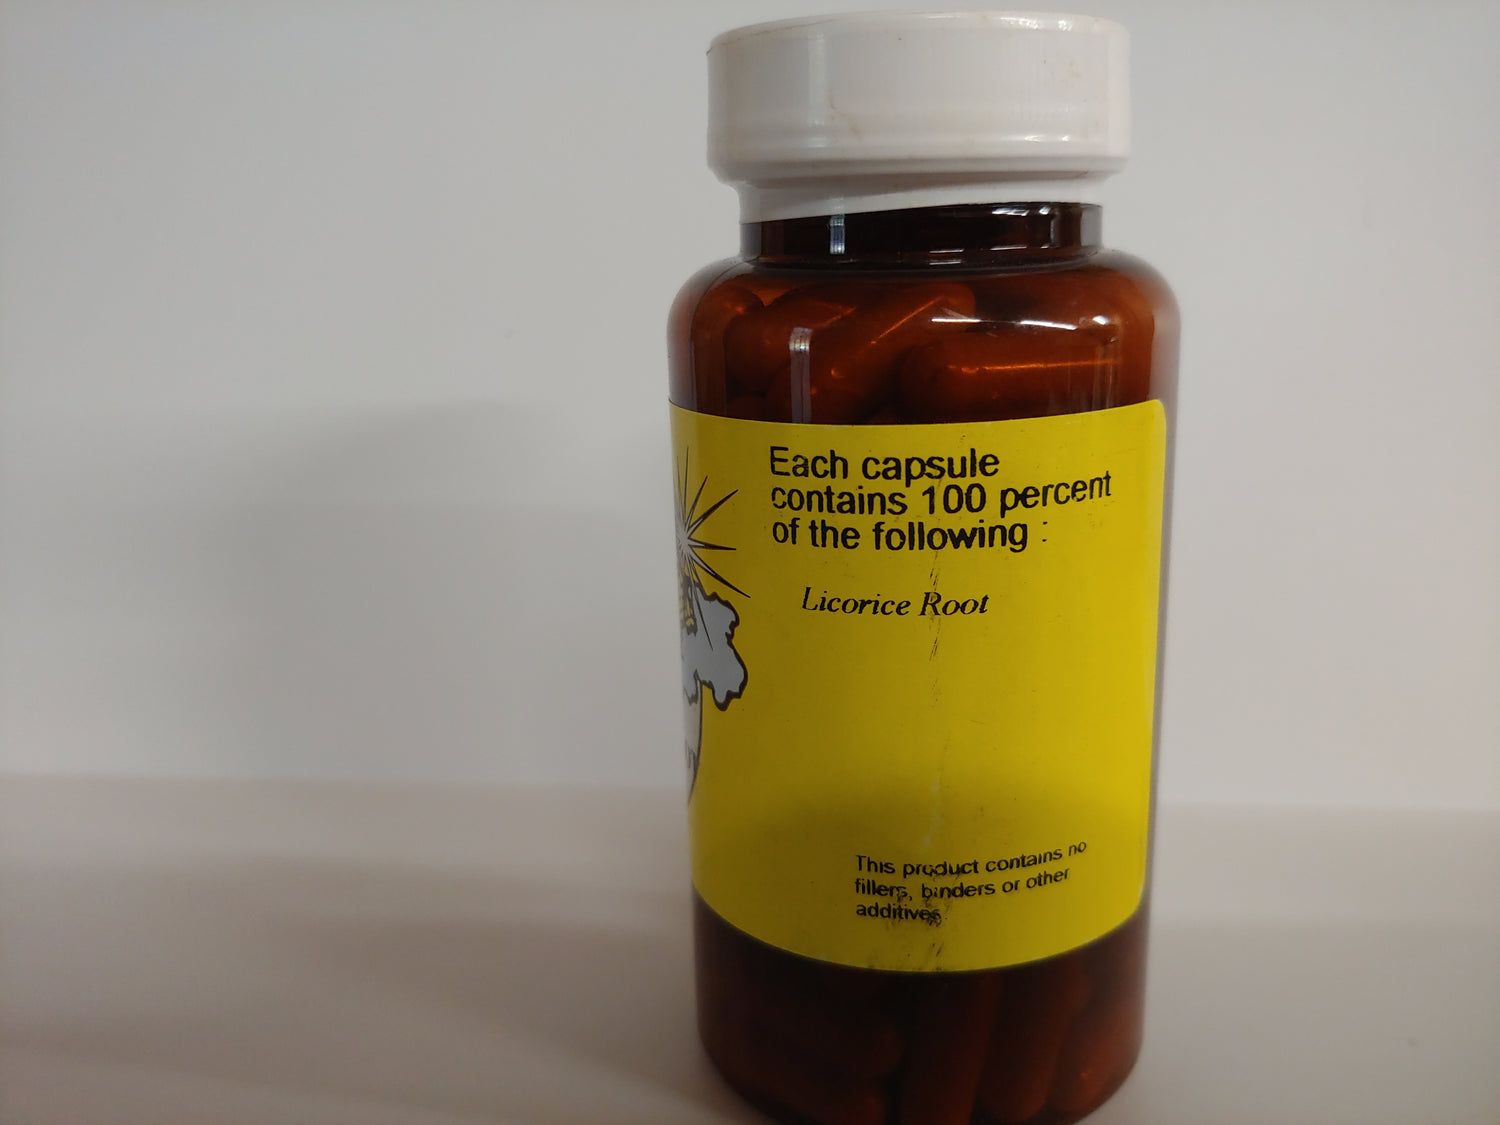 Each capsule
contains 100 percent
of the following :
Licorice Root
This product contains no
fillers, binders or other
additives